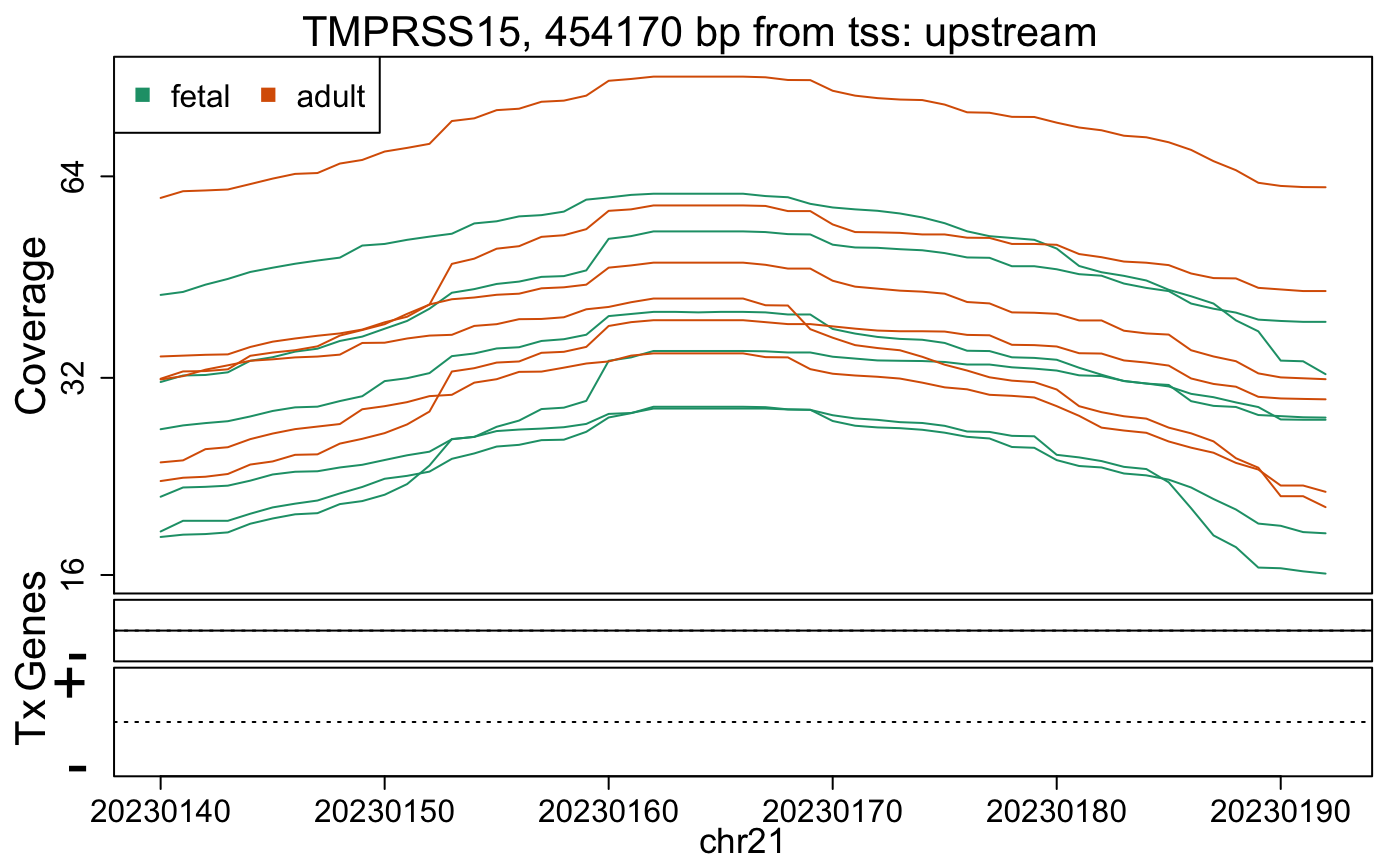 TMPRSS15, 454170 bp from tss: upstream
fetal adult
Coverage
64
32
16
Genes
-
Tx
+
-
20230140 20230150 20230160 20230170 20230180 20230190
chr21